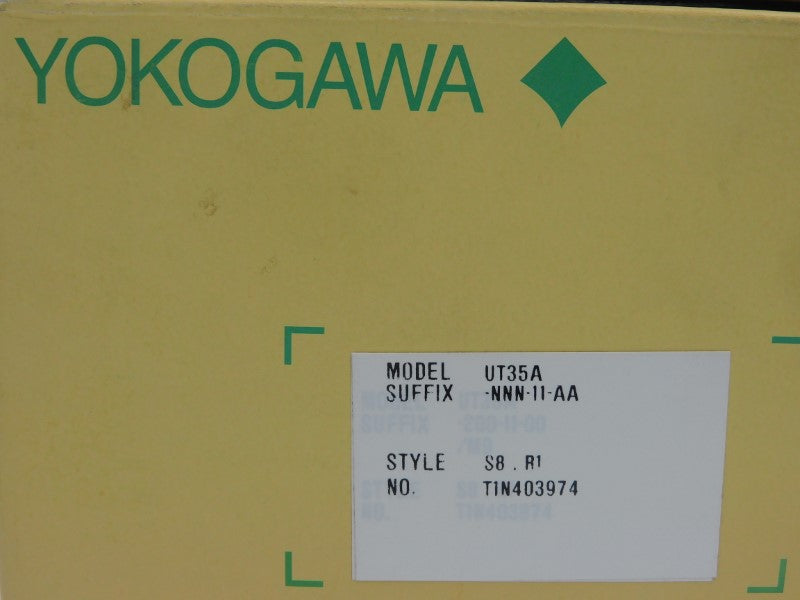 YOKOGAWA
MODEL UT35A
SUFFIX -NNN-11-AA
STYLE S8 . R1
NO. T1N403974